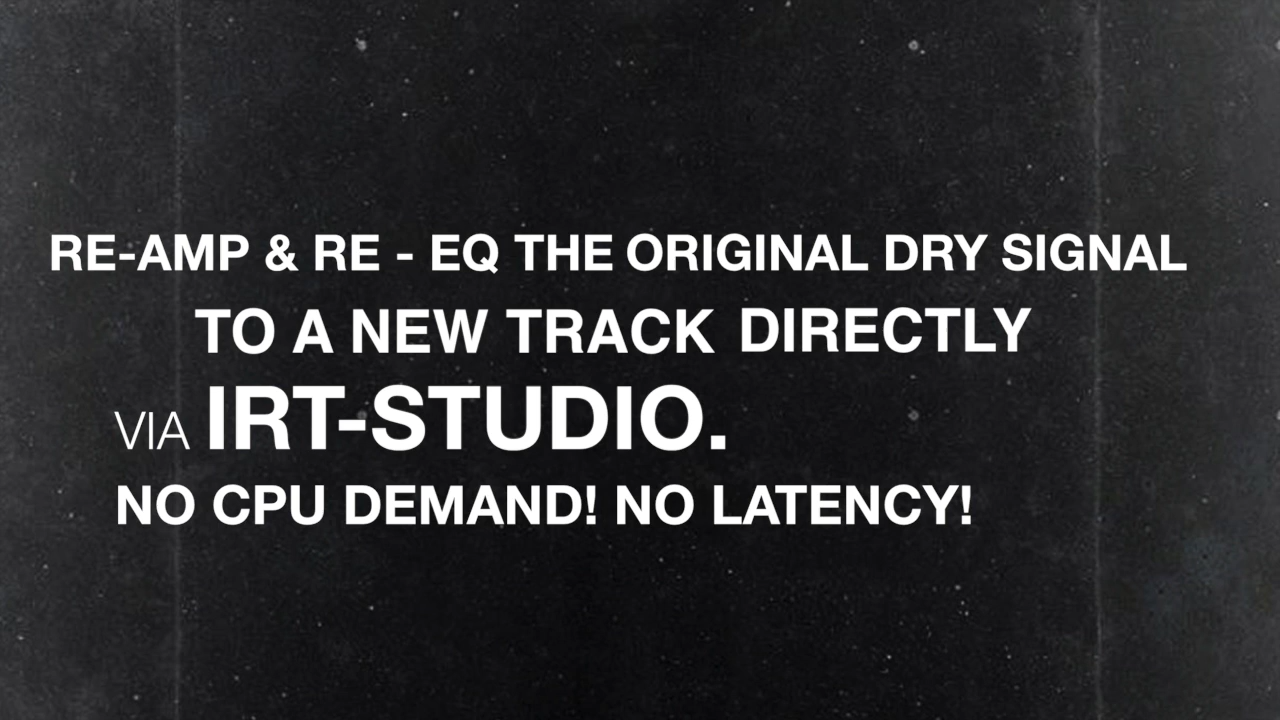 RE-AMP & RE - EQ THE ORIGINAL DRY SIGNAL
TO A NEW TRACK DIRECTLY
VIA IRT-STUDIO.
NO CPU DEMAND! NO LATENCY!